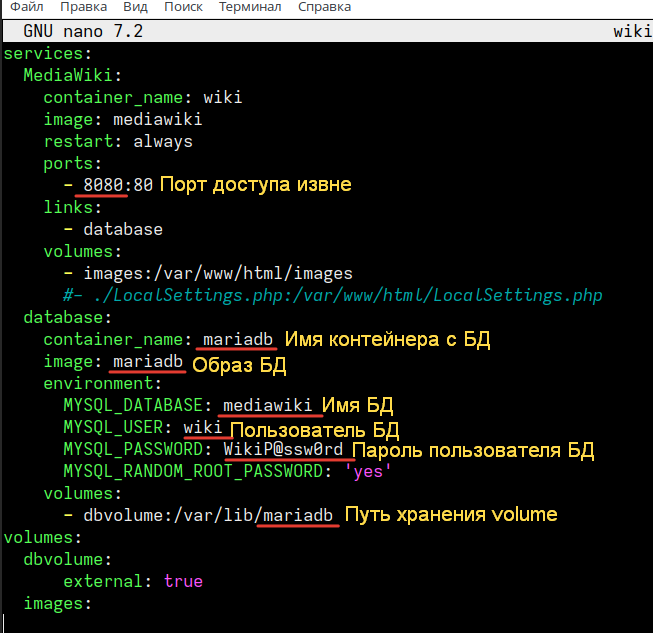 Файл Правка Вид Поиск Терминал Справка
GNU nano 7.2 wiki
services:
MediaWiki:
container_name: wiki
image: mediawiki
restart: always
ports:
- 8080:80 Порт доступа извне
links:
- database
volumes:
- images:/var/www/html/images
#- ./LocalSettings.php:/var/www/html/LocalSettings.php
database:
container_name: mariadb Имя контейнера с БД
image: mariadb Образ БД
environment:
MYSQL_DATABASE: mediawiki Имя БД
MYSQL_USER: wiki Пользователь БД
MYSQL_PASSWORD: WikiP@ssw0rd Пароль пользователя БД
MYSQL_RANDOM_ROOT_PASSWORD: 'yes'
volumes:
- dbvolume:/var/lib/mariadb Путь хранения volume
volumes:
dbvolume:
external: true
images: